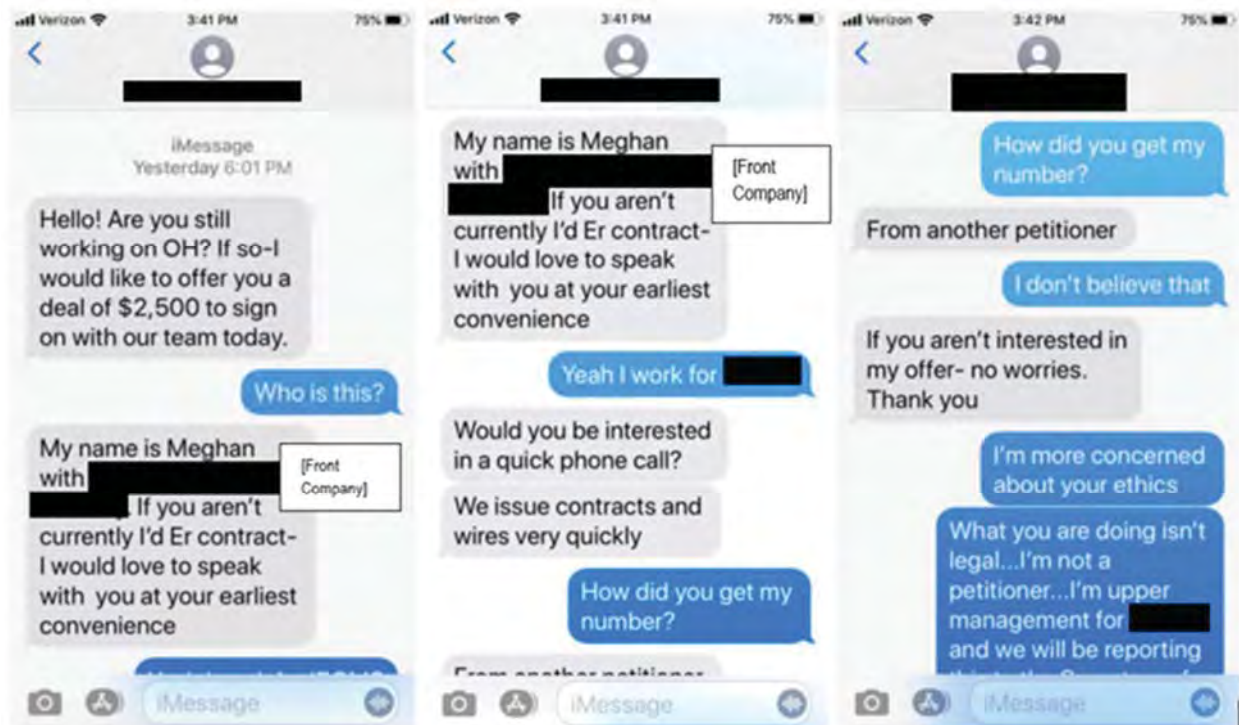 Verizon 3:41 PM 75%
iMessage
Yesterday 6:01 PM
Hello! Are you still
working on OH? If so-I
would like to offer you a
deal of $2,500 to sign
on with our team today.
Who is this?
My name is Meghan
with
[Front
Company]
If you aren't
currently I'd Er contract-
I would love to speak
with you at your earliest
convenience
iMessage
Verizon 3:41 PM 75%
My name is Meghan
with
[Front
Company]
If you aren't
currently I'd Er contract-
I would love to speak
with you at your earliest
convenience
Yeah I work for
Would you be interested
in a quick phone call?
We issue contracts and
wires very quickly
How did you get my
number?
From another petitioner
iMessage
Verizon 3:42 PM 75%
How did you get my
number?
From another petitioner
I don't believe that
If you aren't interested in
my offer- no worries.
Thank you
I'm more concerned
about your ethics
What you are doing isn't
legal...I'm not a
petitioner...I'm upper
management for
and we will be reporting
iMessage